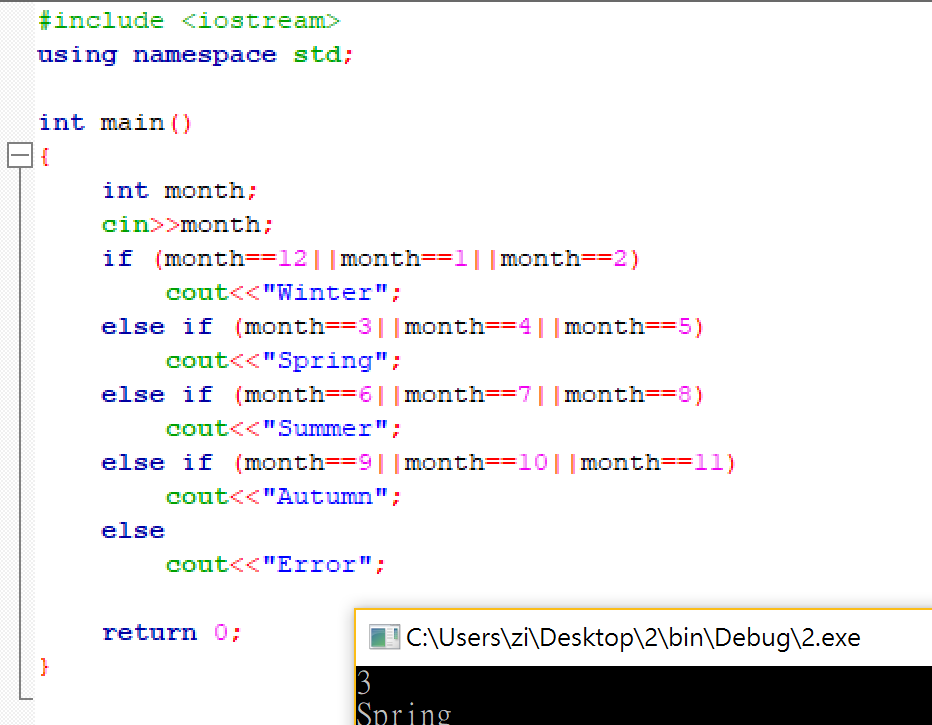 #include <iostream>
using namespace std;
int main()
{
int month;
cin>>month;
if (month==12||month==1||month==2)
cout<<"Winter";
else if (month==3||month==4||month==5)
cout<<"Spring";
else if (month==6||month==7||month==8)
cout<<"Summer";
else if (month==9||month==10||month==11)
cout<<"Autumn";
else
cout<<"Error";
return 0;
}
C:\Users\zi\Desktop\2\bin\Debug\2.exe
3
Spring